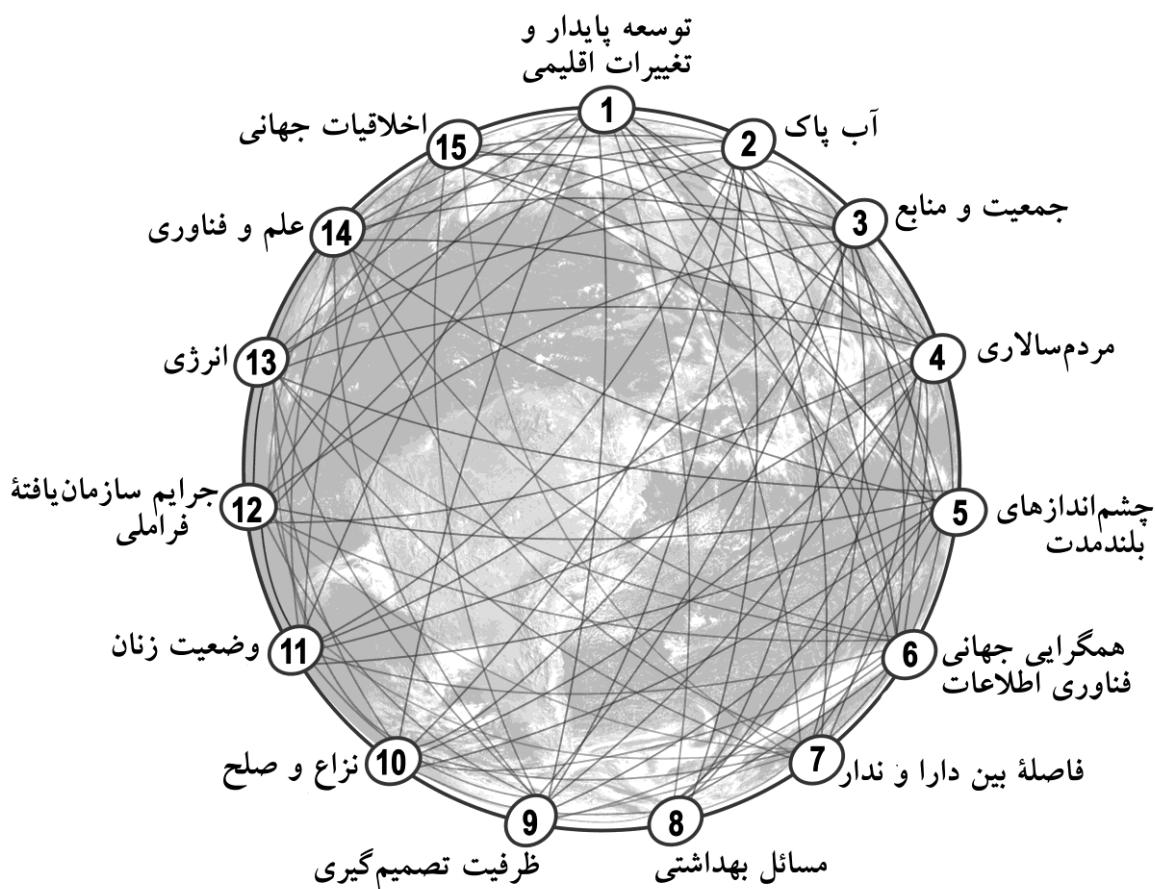 توسعه پایدار و
تغییرات اقلیمی
1
آب پاک
2
جمعیت و منابع
3
مردم‌سالاری
4
چشم‌اندازهای
بلندمدت
5
همگرایی جهانی
فناوری اطلاعات
6
فاصلهٔ بین دارا و ندار
7
مسائل بهداشتی
8
ظرفیت تصمیم‌گیری
9
نزاع و صلح
10
وضعیت زنان
11
جرایم سازمان‌یافتهٔ
فراملی
12
انرژی
13
علم و فناوری
14
اخلاقیات جهانی
15